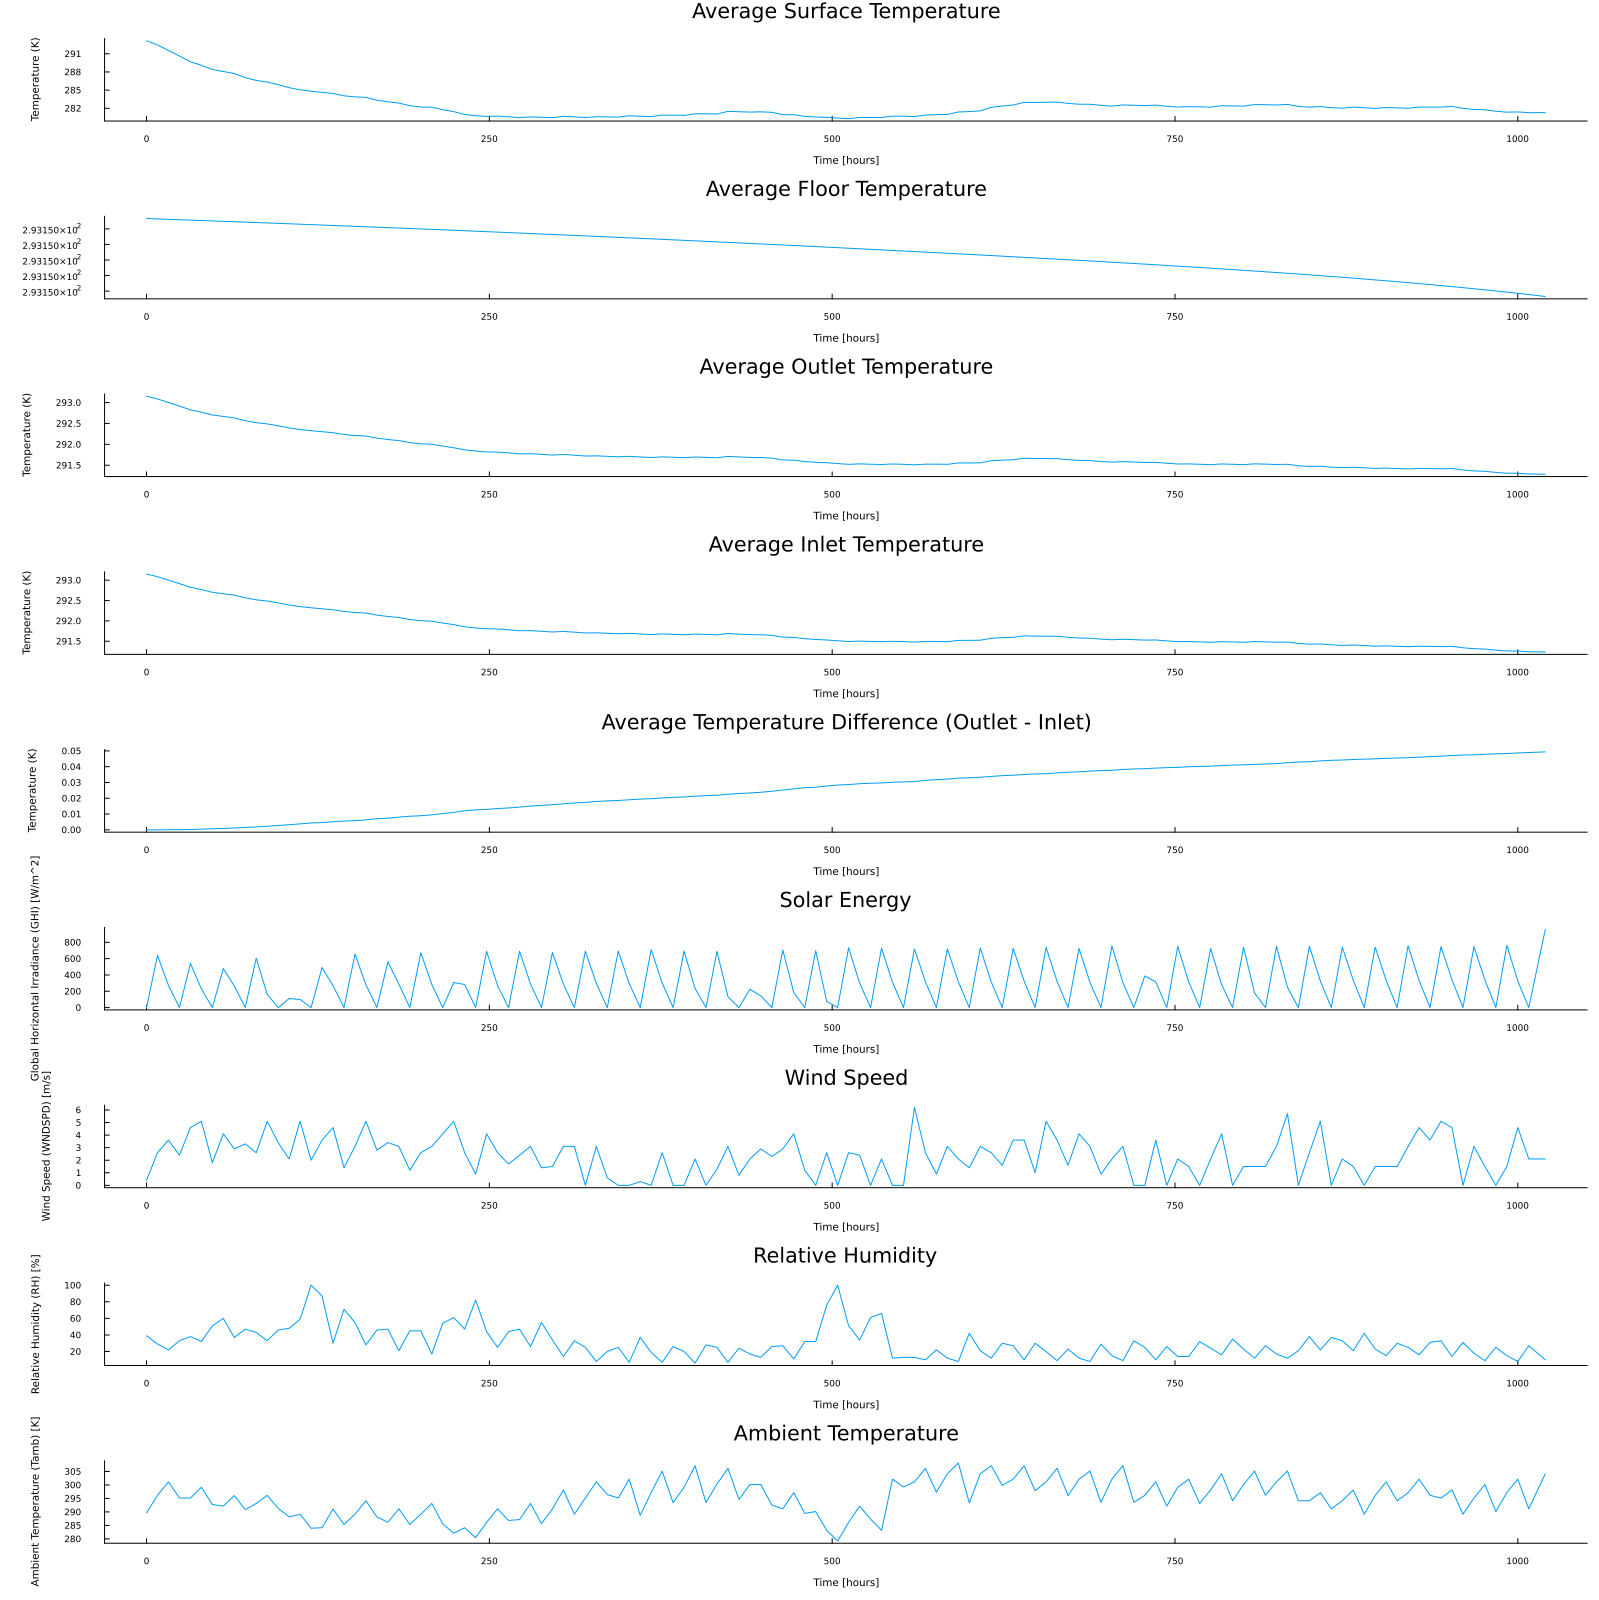 Average Surface Temperature
Temperature (K)
291
288
285
282
0 250 500 750 1000
Time [hours]
Average Floor Temperature
2.93150×10²
2.93150×10²
2.93150×10²
2.93150×10²
2.93150×10²
0 250 500 750 1000
Time [hours]
Average Outlet Temperature
Temperature (K)
293.0
292.5
292.0
291.5
0 250 500 750 1000
Time [hours]
Average Inlet Temperature
Temperature (K)
293.0
292.5
292.0
291.5
0 250 500 750 1000
Time [hours]
Average Temperature Difference (Outlet - Inlet)
Temperature (K)
0.05
0.04
0.03
0.02
0.01
0.00
0 250 500 750 1000
Time [hours]
Solar Energy
Global Horizontal Irradiance (GHI) [W/m^2]
800
600
400
200
0
0 250 500 750 1000
Time [hours]
Wind Speed
Wind Speed (WNDSPD) [m/s]
6
5
4
3
2
1
0
0 250 500 750 1000
Time [hours]
Relative Humidity
Relative Humidity (RH) [%]
100
80
60
40
20
0 250 500 750 1000
Time [hours]
Ambient Temperature
Ambient Temperature (Tamb) [K]
305
300
295
290
285
280
0 250 500 750 1000
Time [hours]